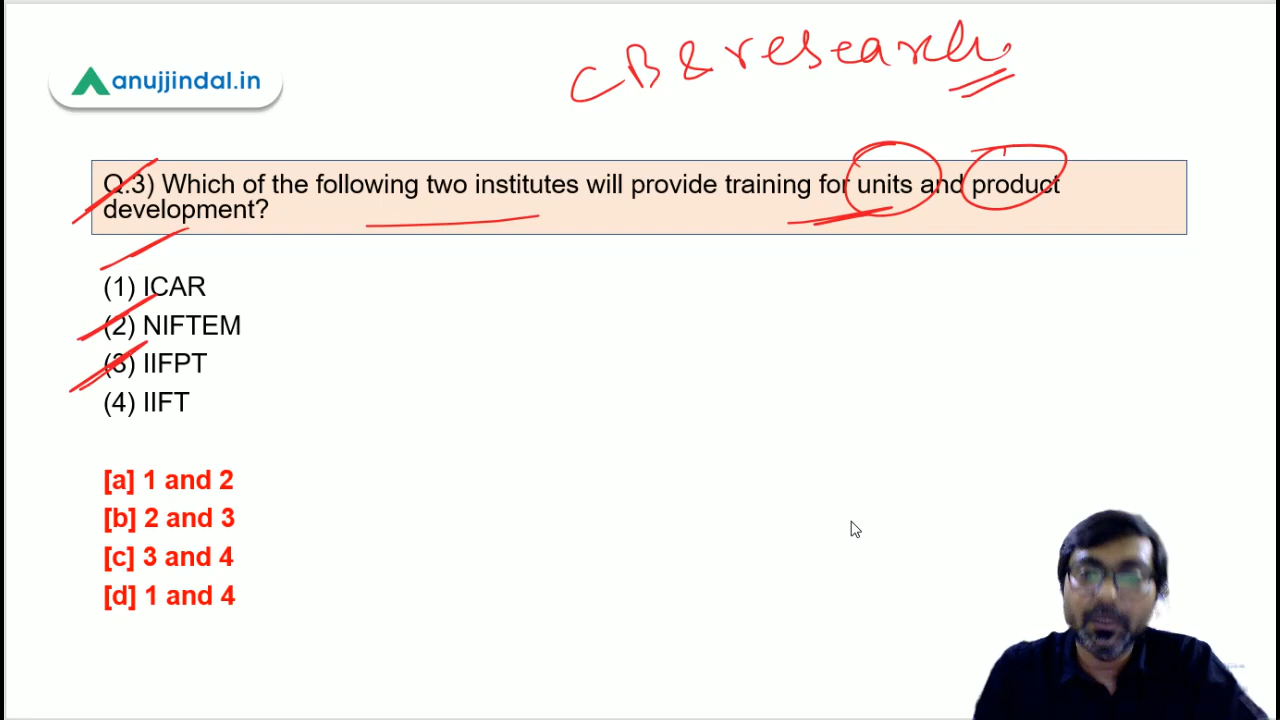 CB & research
anujjindal.in
Q.3) Which of the following two institutes will provide training for units and product
development?
(1) ICAR
(2) NIFTEM
(3) IIFPT
(4) IIFT
[a] 1 and 2
[b] 2 and 3
[c] 3 and 4
[d] 1 and 4